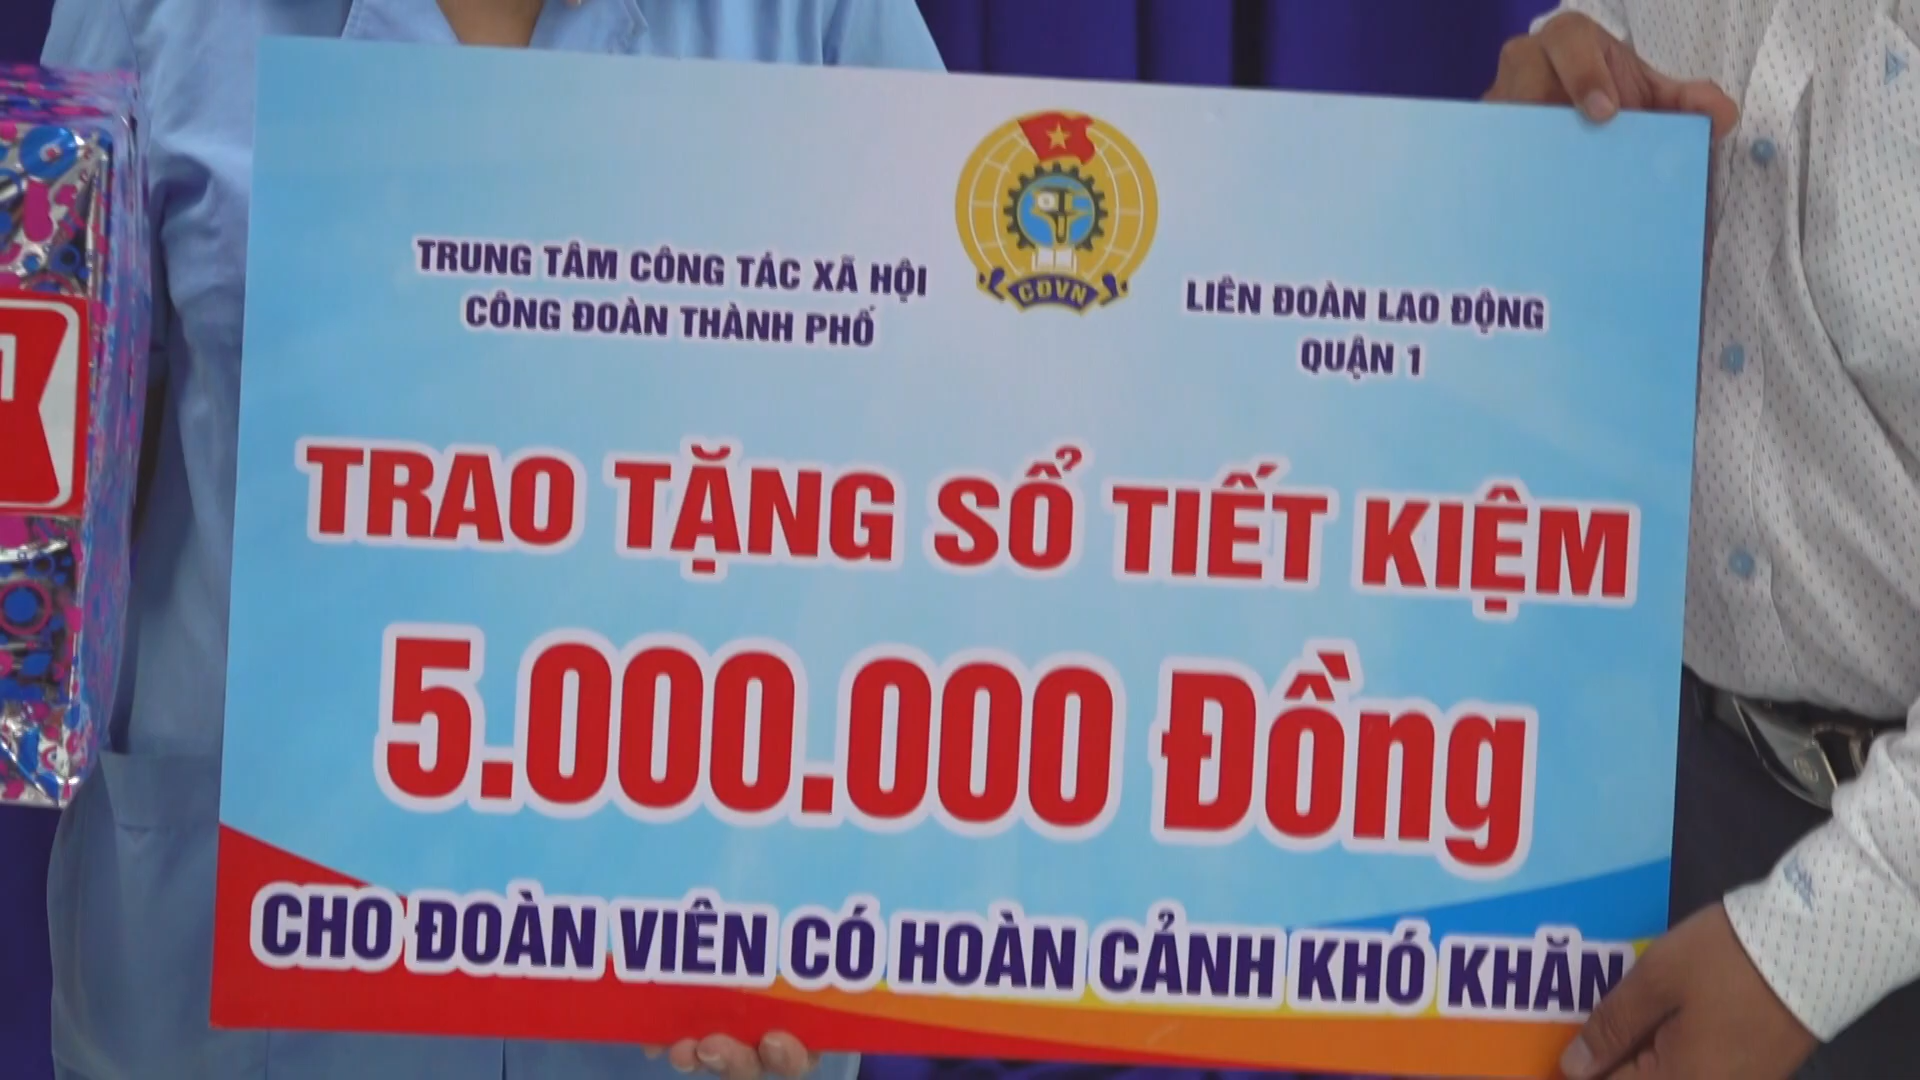 TRUNG TÂM CÔNG TÁC XÃ HỘI
CÔNG ĐOÀN THÀNH PHỐ
CĐVN
LIÊN ĐOÀN LAO ĐỘNG
QUẬN 1
TRAO TẶNG SỔ TIẾT KIỆM
5.000.000 Đồng
CHO ĐOÀN VIÊN CÓ HOÀN CẢNH KHÓ KHĂN